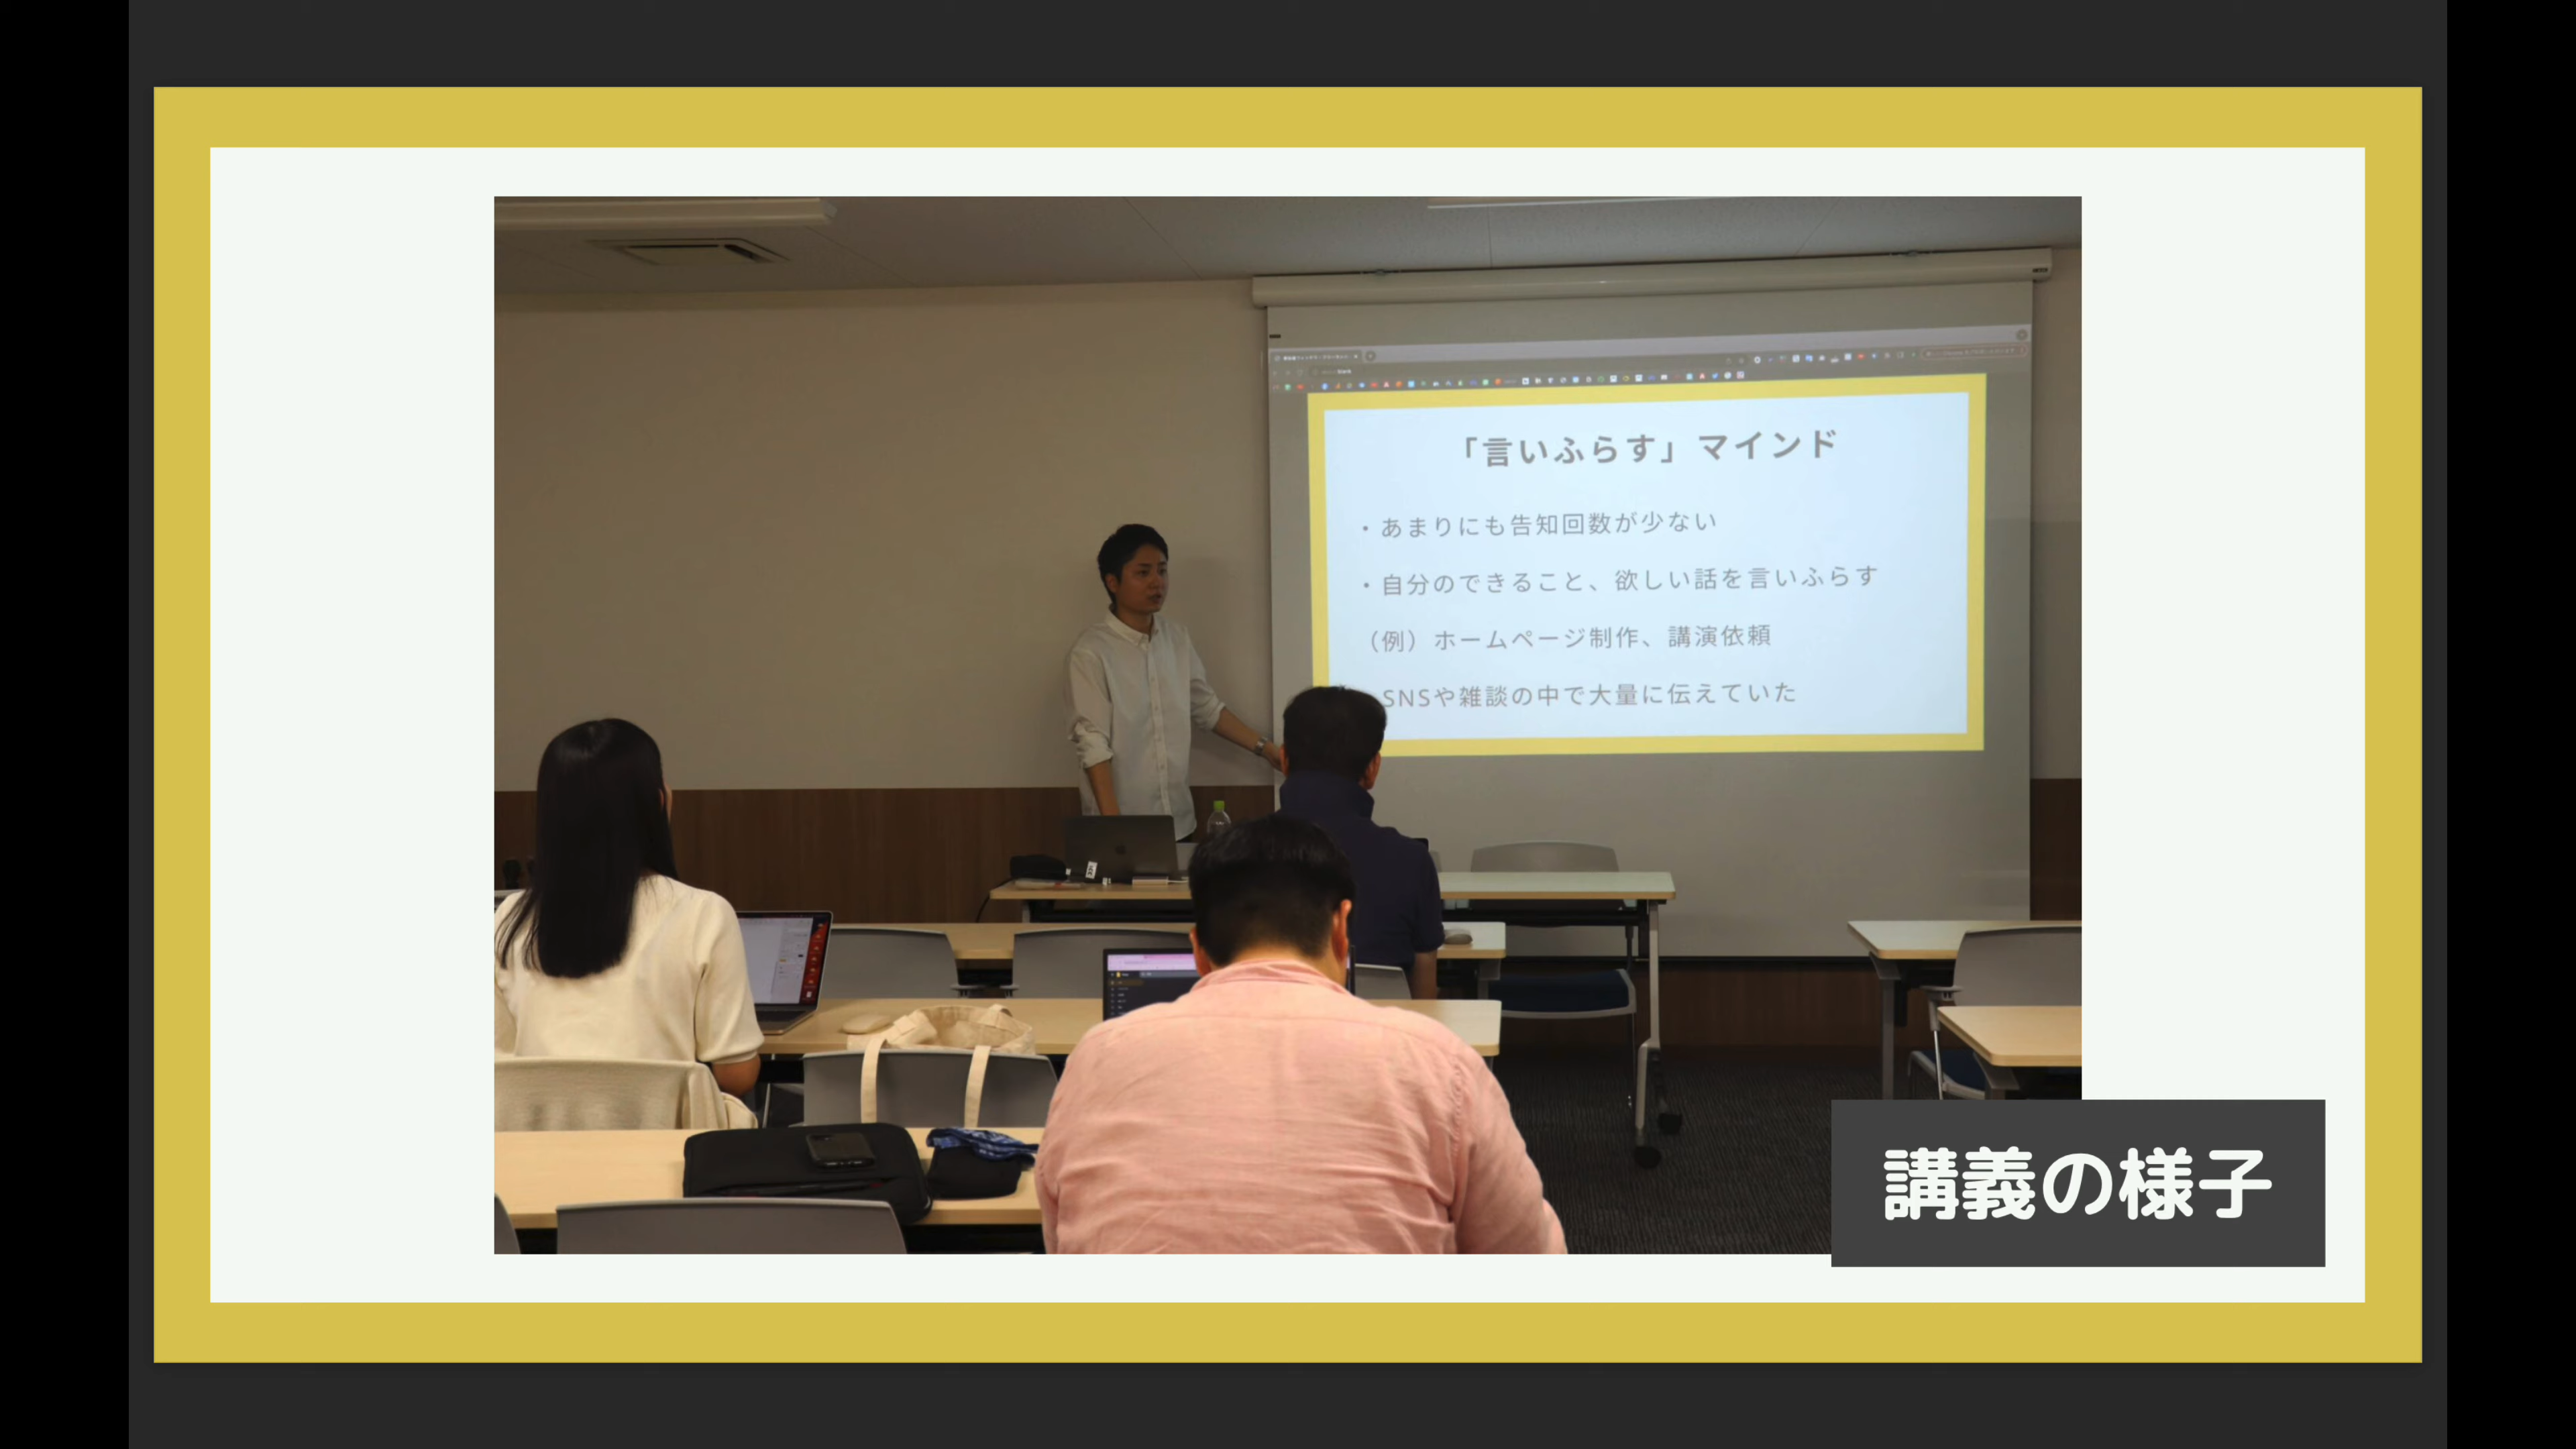 「言いふらす」マインド
・あまりにも告知回数が少ない
・自分のできること、欲しい話を言いふらす
（例）ホームページ制作、講演依頼
SNSや雑談の中で大量に伝えていた
講義の様子